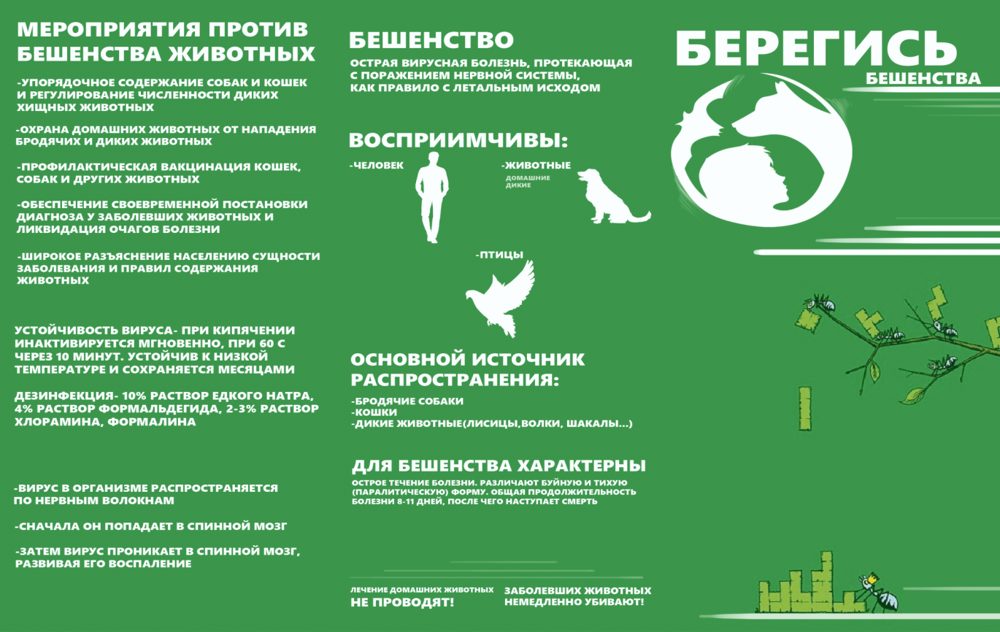 МЕРОПРИЯТИЯ ПРОТИВ
БЕШЕНСТВА ЖИВОТНЫХ
-УПОРЯДОЧНОЕ СОДЕРЖАНИЕ СОБАК И КОШЕК
И РЕГУЛИРОВАНИЕ ЧИСЛЕННОСТИ ДИКИХ
ХИЩНЫХ ЖИВОТНЫХ
-ОХРАНА ДОМАШНИХ ЖИВОТНЫХ ОТ НАПАДЕНИЯ
БРОДЯЧИХ И ДИКИХ ЖИВОТНЫХ
-ПРОФИЛАКТИЧЕСКАЯ ВАКЦИНАЦИЯ КОШЕК,
СОБАК И ДРУГИХ ЖИВОТНЫХ
-ОБЕСПЕЧЕНИЕ СВОЕВРЕМЕННОЙ ПОСТАНОВКИ
ДИАГНОЗА У ЗАБОЛЕВШИХ ЖИВОТНЫХ И
ЛИКВИДАЦИЯ ОЧАГОВ БОЛЕЗНИ
-ШИРОКОЕ РАЗЪЯСНЕНИЕ НАСЕЛЕНИЮ СУЩНОСТИ
ЗАБОЛЕВАНИЯ И ПРАВИЛ СОДЕРЖАНИЯ
ЖИВОТНЫХ
УСТОЙЧИВОСТЬ ВИРУСА- ПРИ КИПЯЧЕНИИ
ИНАКТИВИРУЕТСЯ МГНОВЕННО, ПРИ 60 С
ЧЕРЕЗ 10 МИНУТ. УСТОЙЧИВ К НИЗКОЙ
ТЕМПЕРАТУРЕ И СОХРАНЯЕТСЯ МЕСЯЦАМИ
ДЕЗИНФЕКЦИЯ- 10% РАСТВОР ЕДКОГО НАТРА,
4% РАСТВОР ФОРМАЛЬДЕГИДА, 2-3% РАСТВОР
ХЛОРАМИНА, ФОРМАЛИНА
-ВИРУС В ОРГАНИЗМЕ РАСПРОСТРАНЯЕТСЯ
ПО НЕРВНЫМ ВОЛОКНАМ
-СНАЧАЛА ОН ПОПАДАЕТ В СПИННОЙ МОЗГ
-ЗАТЕМ ВИРУС ПРОНИКАЕТ В СПИННОЙ МОЗГ,
РАЗВИВАЯ ЕГО ВОСПАЛЕНИЕ
БЕШЕНСТВО
ОСТРАЯ ВИРУСНАЯ БОЛЕЗНЬ, ПРОТЕКАЮЩАЯ
С ПОРАЖЕНИЕМ НЕРВНОЙ СИСТЕМЫ,
КАК ПРАВИЛО С ЛЕТАЛЬНЫМ ИСХОДОМ
ВОСПРИИМЧИВЫ:
-ЧЕЛОВЕК
-ЖИВОТНЫЕ
ДОМАШНИЕ
ДИКИЕ
-ПТИЦЫ
ОСНОВНОЙ ИСТОЧНИК
РАСПРОСТРАНЕНИЯ:
-БРОДЯЧИЕ СОБАКИ
-КОШКИ
-ДИКИЕ ЖИВОТНЫЕ(ЛИСИЦЫ,ВОЛКИ, ШАКАЛЫ...)
ДЛЯ БЕШЕНСТВА ХАРАКТЕРНЫ
ОСТРОЕ ТЕЧЕНИЕ БОЛЕЗНИ. РАЗЛИЧАЮТ БУЙНУЮ И ТИХУЮ
(ПАРАЛИТИЧЕСКУЮ) ФОРМУ. ОБЩАЯ ПРОДОЛЖИТЕЛЬНОСТЬ
БОЛЕЗНИ 8-11 ДНЕЙ, ПОСЛЕ ЧЕГО НАСТУПАЕТ СМЕРТЬ
ЛЕЧЕНИЕ ДОМАШНИХ ЖИВОТНЫХ
НЕ ПРОВОДЯТ!
ЗАБОЛЕВШИХ ЖИВОТНЫХ
НЕМЕДЛЕННО УБИВАЮТ!
БЕРЕГИСЬ
БЕШЕНСТВА